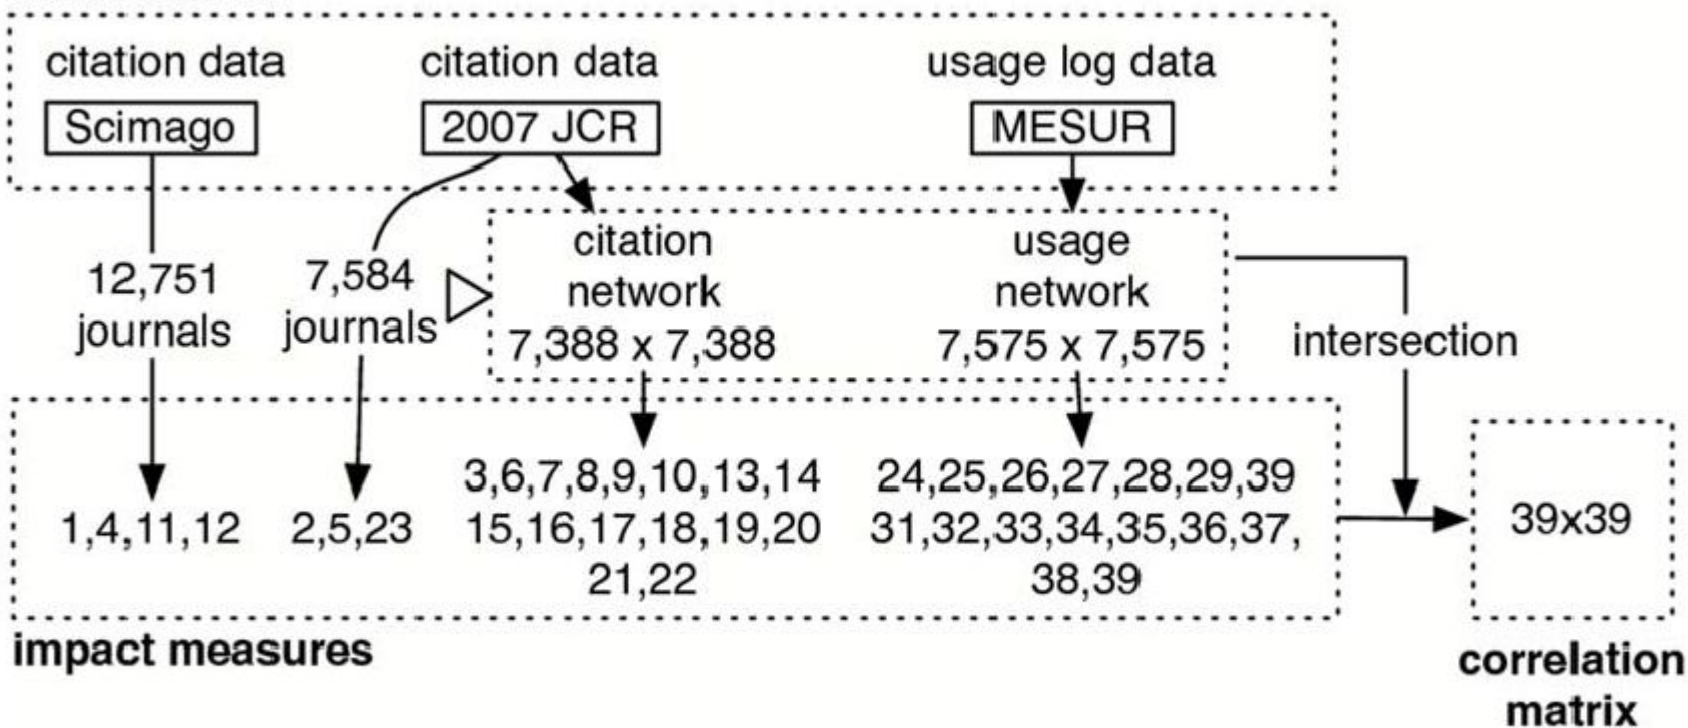 citation data
Scimago
citation data
2007 JCR
usage log data
MESUR
12,751
journals
7,584
journals
citation
network
7,388 x 7,388
usage
network
7,575 x 7,575
intersection
1,4,11,12
2,5,23
3,6,7,8,9,10,13,14
15,16,17,18,19,20
21,22
24,25,26,27,28,29,39
31,32,33,34,35,36,37,
38,39
39x39
impact measures
correlation
matrix